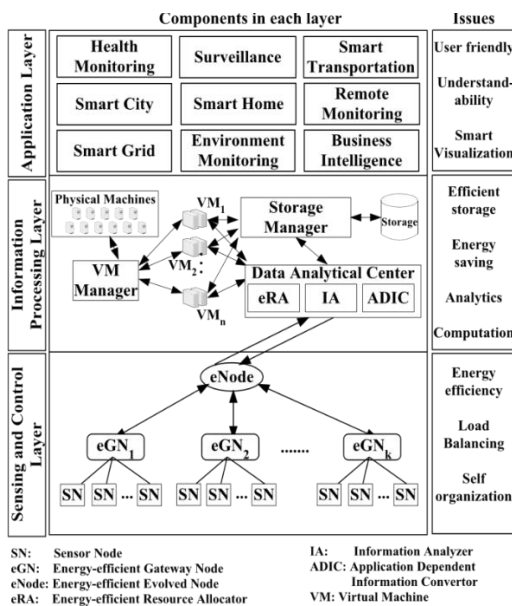 Components in each layer
Issues
Application Layer
Health
Monitoring
Surveillance
Smart
Transportation
Smart City
Smart Home
Remote
Monitoring
Smart Grid
Environment
Monitoring
Business
Intelligence
User friendly
Understand-
ability
Smart
Visualization
Information
Processing Layer
Physical Machines
VM
Manager
VM1
VM2
:
VMn
Storage
Manager
Storage
Data Analytical Center
eRA
IA
ADIC
Efficient
storage
Energy
saving
Analytics
Computation
Sensing and Control
Layer
eNode
eGN1
eGN2
.......
eGNk
SN SN ... SN
SN SN ... SN
SN SN ... SN
Energy
efficiency
Load
Balancing
Self
organization
SN: Sensor Node
eGN: Energy-efficient Gateway Node
eNode: Energy-efficient Evolved Node
eRA: Energy-efficient Resource Allocator
IA: Information Analyzer
ADIC: Application Dependent
Information Convertor
VM: Virtual Machine